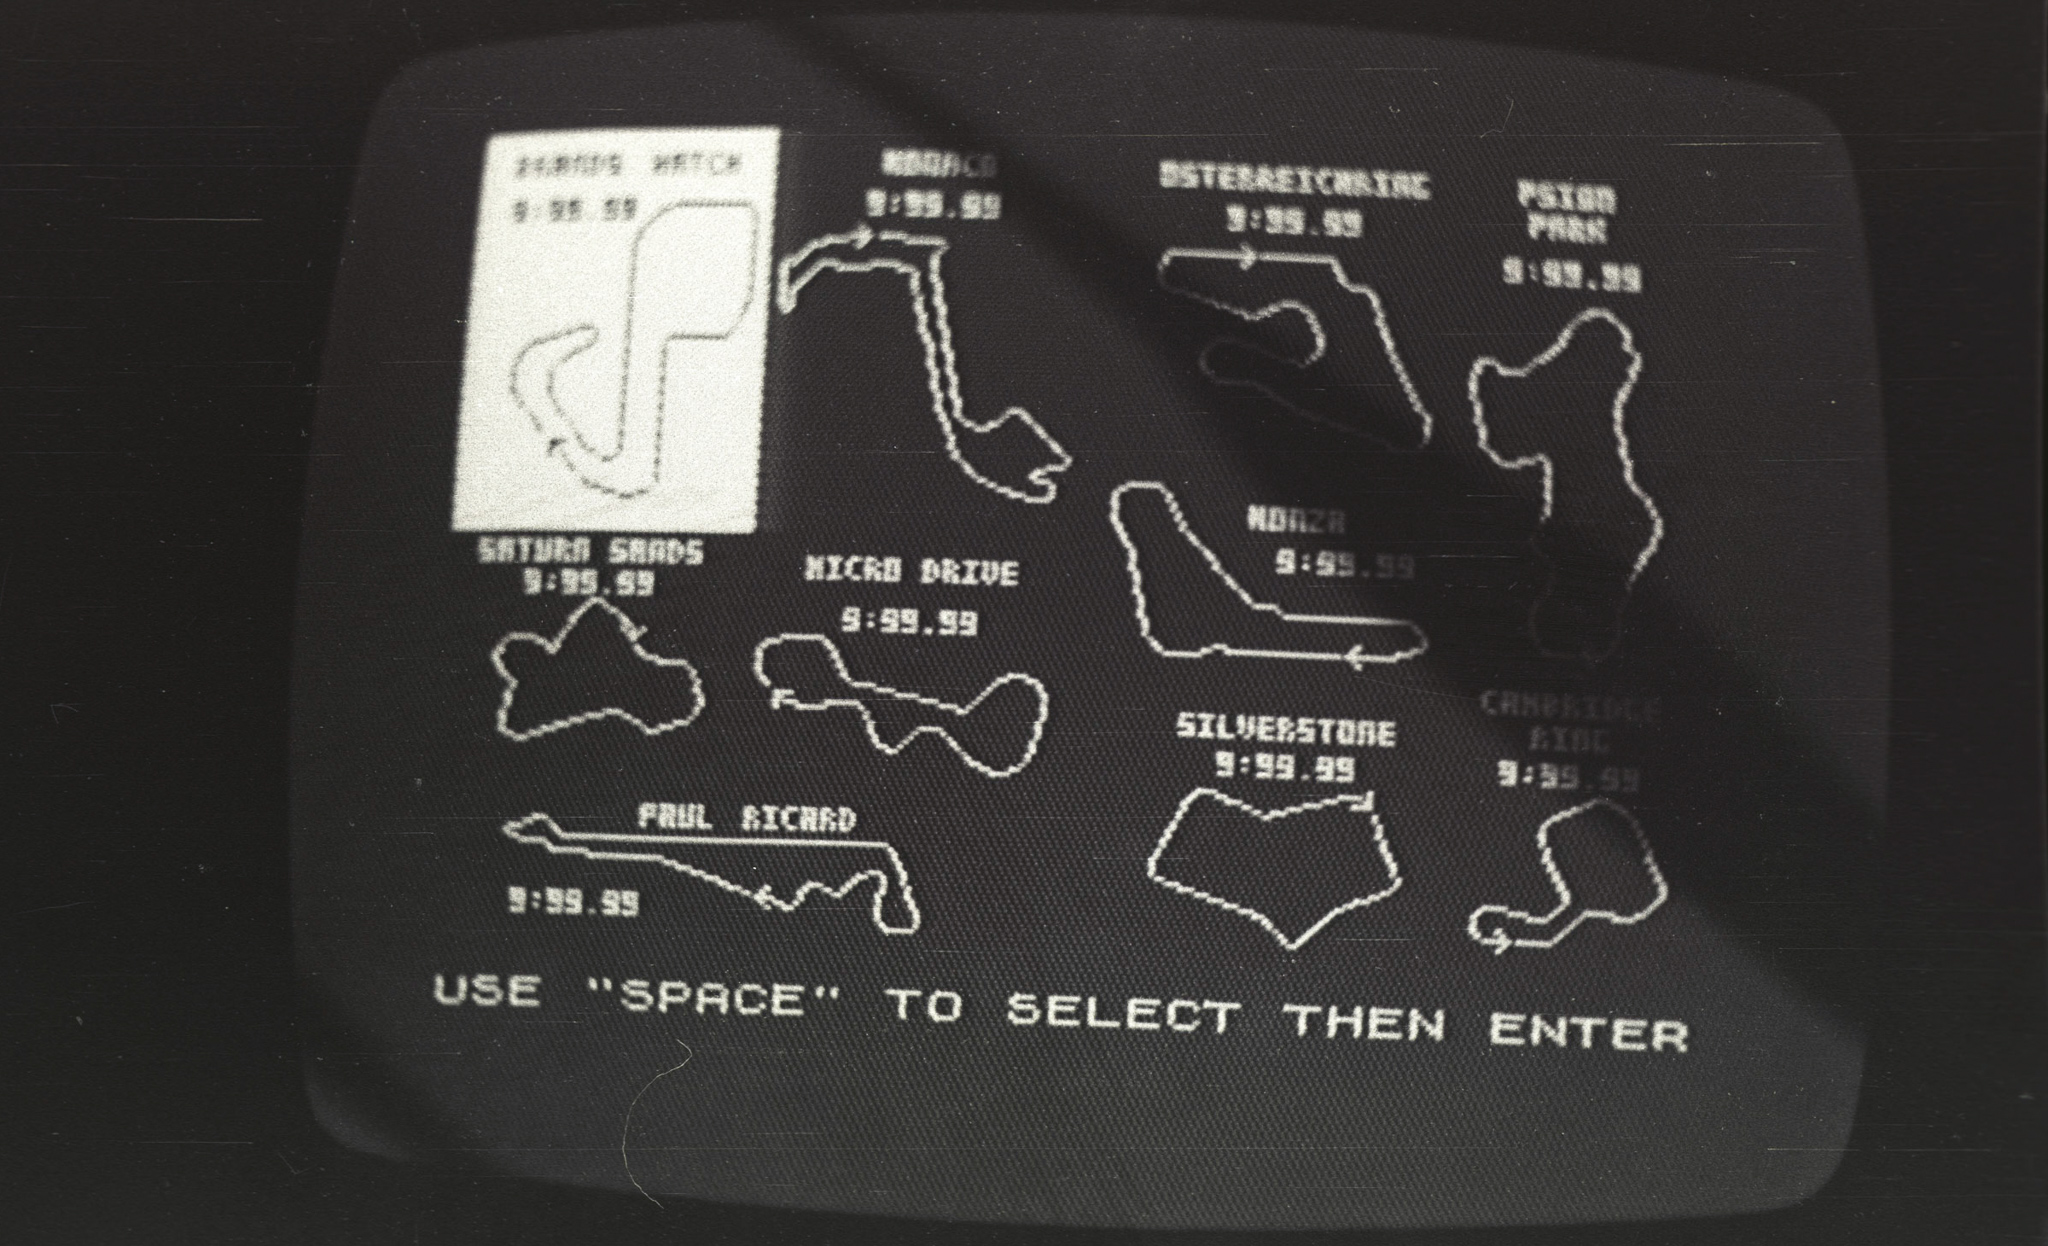 BRANDS HATCH
9:99.99
MONACO
9:99.99
OSTERREICHRING
9:99.99
PSION
PARK
9:99.99
SATURN SANDS
9:99.99
MICRO DRIVE
9:99.99
MONZA
9:99.99
SILVERSTONE
9:99.99
CAMBRIDGE
RING
9:99.99
PAUL RICARD
9:99.99
USE "SPACE" TO SELECT THEN ENTER